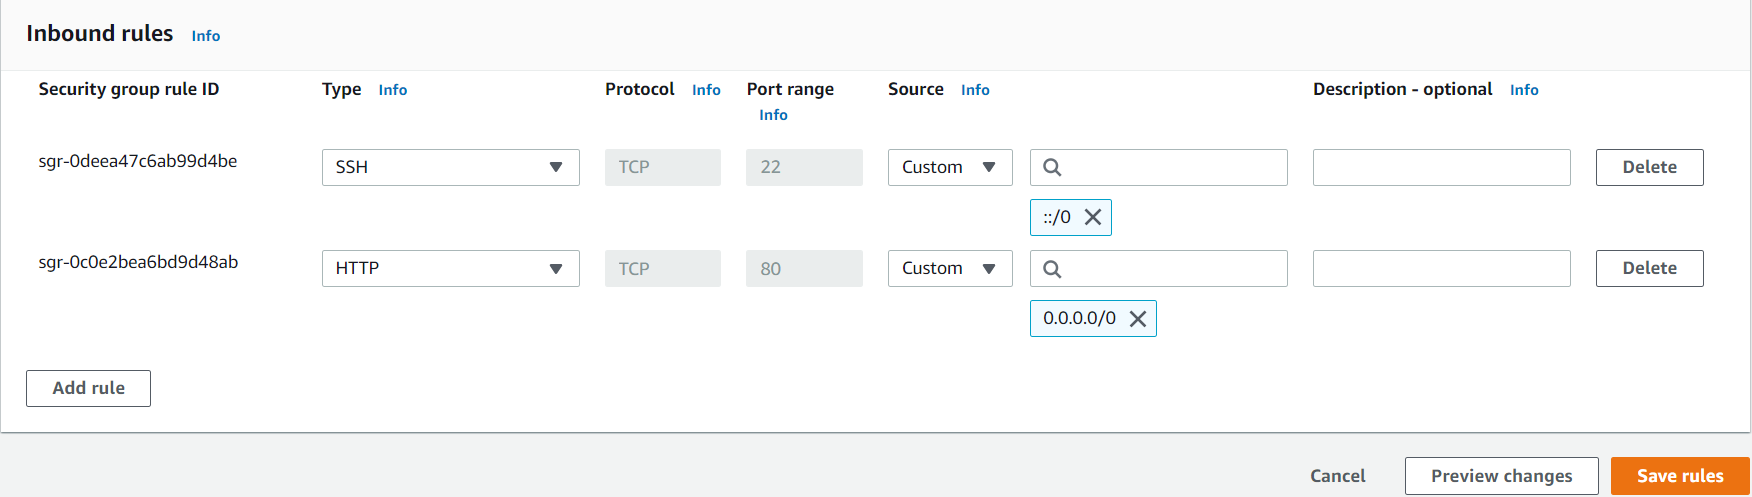 Inbound rules Info
Security group rule ID Type Info Protocol Info Port range Info Source Info Description - optional Info
sgr-0deea47c6ab99d4be SSH TCP 22 Custom Delete
::/0
sgr-0c0e2bea6bd9d48ab HTTP TCP 80 Custom Delete
0.0.0.0/0
Add rule
Cancel Preview changes Save rules